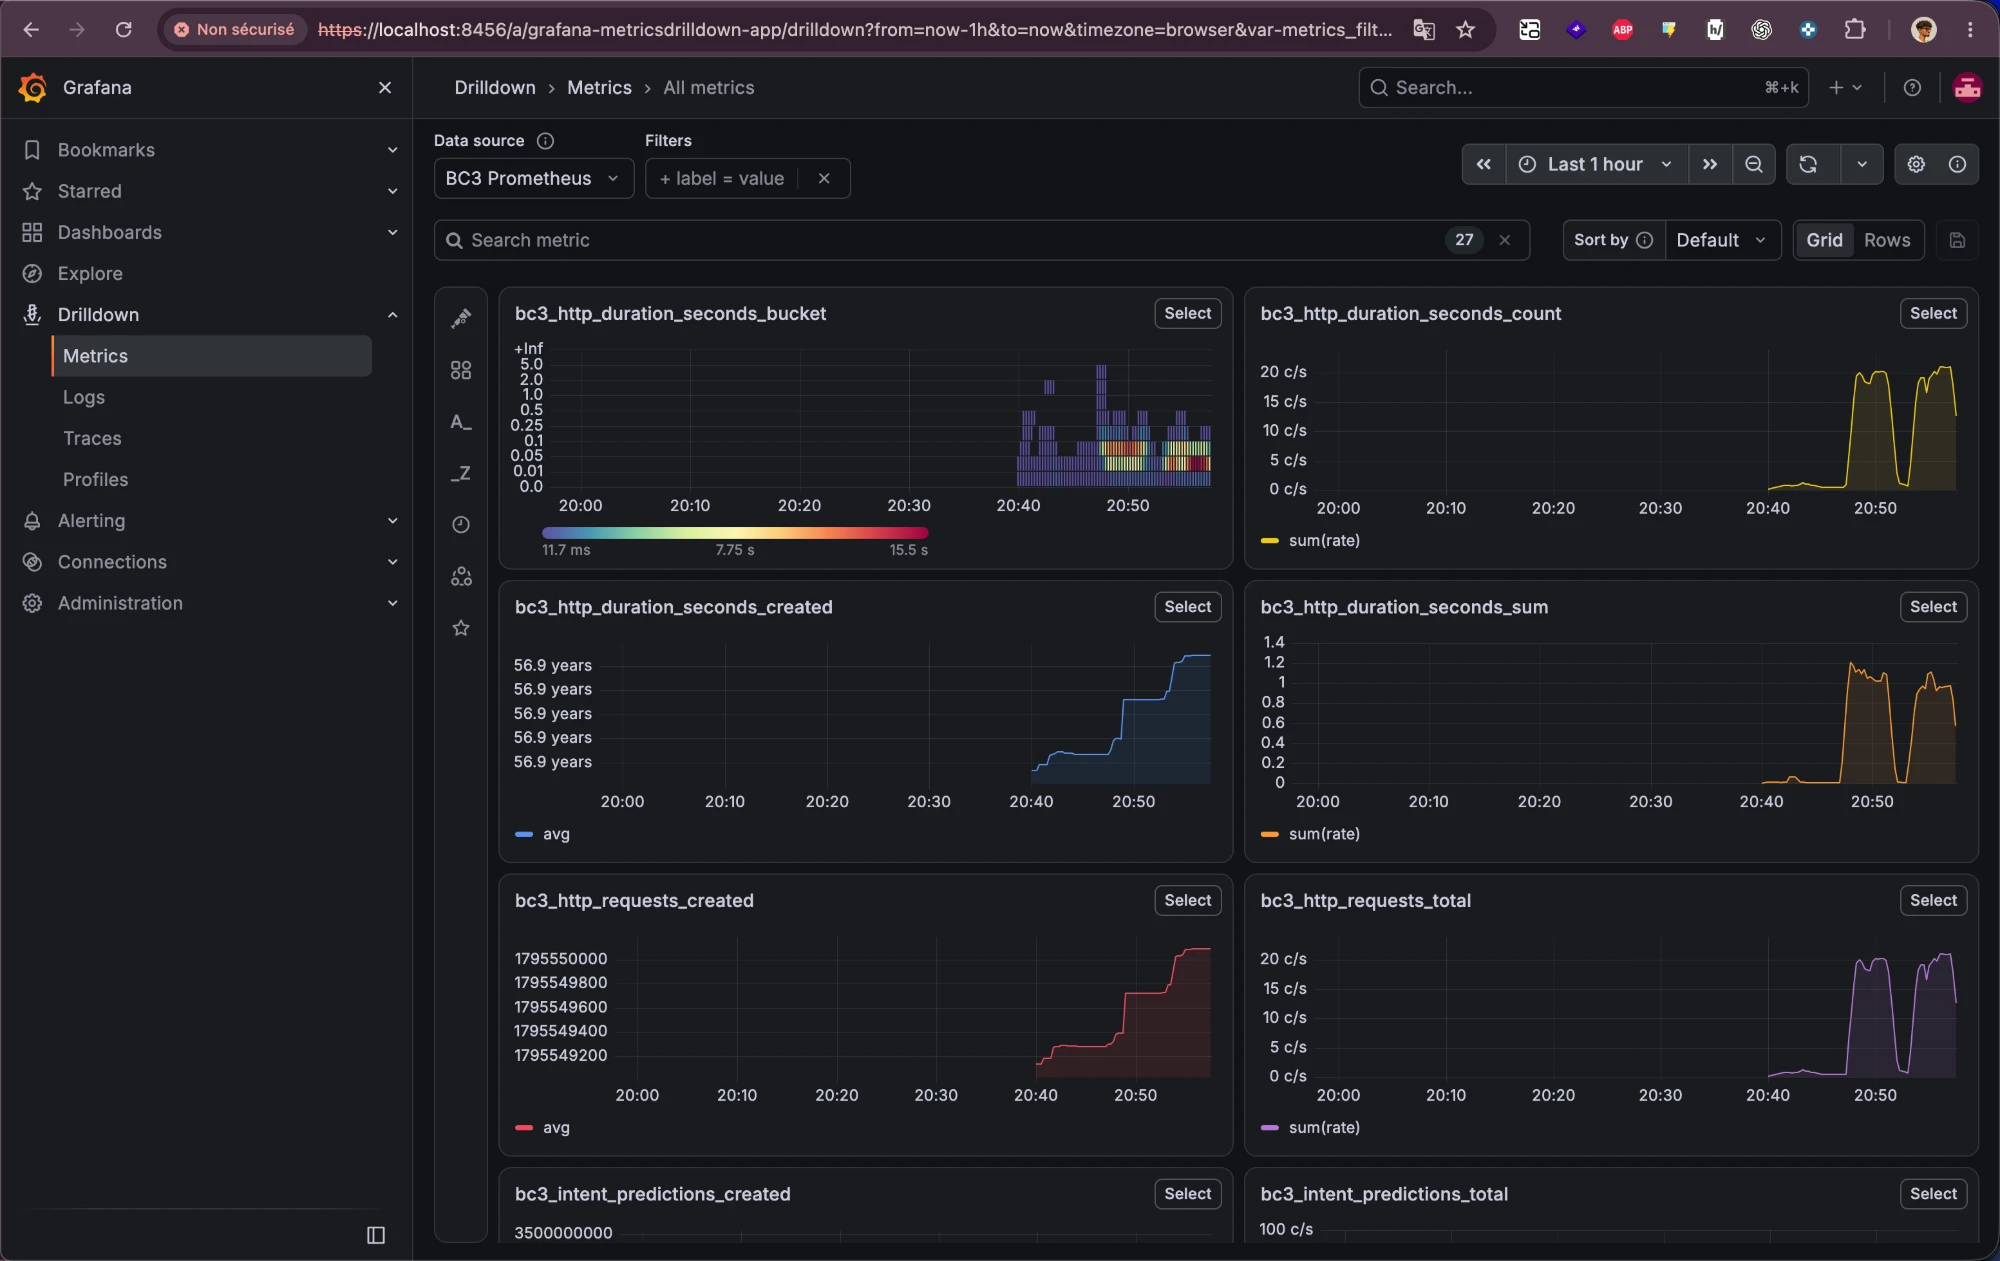 Non sécurisé https://localhost:8456/a/grafana-metricsdrilldown-app/drilldown?from=now-1h&to=now&timezone=browser&var-metrics_filt...
ABP
Grafana
Drilldown › Metrics › All metrics
Search... ⌘+k
Bookmarks
Starred
Dashboards
Explore
Drilldown
Metrics
Logs
Traces
Profiles
Alerting
Connections
Administration
Data source
Filters
BC3 Prometheus
+ label = value
Last 1 hour
Search metric
27
Sort by
Default
Grid
Rows
A_
_Z
bc3_http_duration_seconds_bucket
Select
+Inf
5.0
2.0
1.0
0.5
0.25
0.1
0.05
0.01
0.0
20:00 20:10 20:20 20:30 20:40 20:50
11.7 ms 7.75 s 15.5 s
bc3_http_duration_seconds_count
Select
20 c/s
15 c/s
10 c/s
5 c/s
0 c/s
20:00 20:10 20:20 20:30 20:40 20:50
sum(rate)
bc3_http_duration_seconds_created
Select
56.9 years
56.9 years
56.9 years
56.9 years
56.9 years
20:00 20:10 20:20 20:30 20:40 20:50
avg
bc3_http_duration_seconds_sum
Select
1.4
1.2
1
0.8
0.6
0.4
0.2
0
20:00 20:10 20:20 20:30 20:40 20:50
sum(rate)
bc3_http_requests_created
Select
1795550000
1795549800
1795549600
1795549400
1795549200
20:00 20:10 20:20 20:30 20:40 20:50
avg
bc3_http_requests_total
Select
20 c/s
15 c/s
10 c/s
5 c/s
0 c/s
20:00 20:10 20:20 20:30 20:40 20:50
sum(rate)
bc3_intent_predictions_created
Select
3500000000
bc3_intent_predictions_total
Select
100 c/s